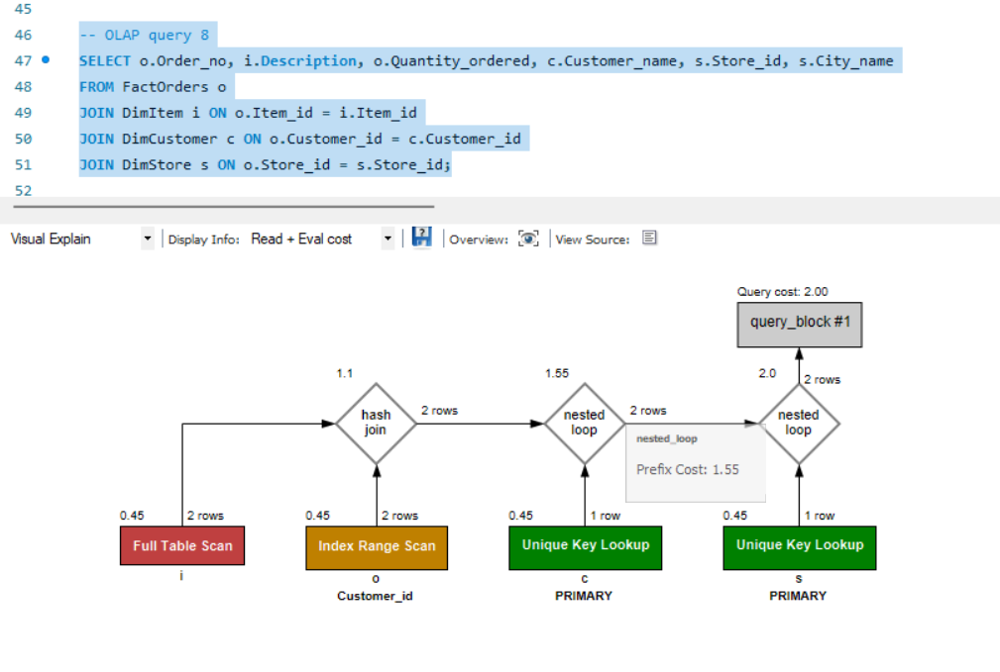 45
46 -- OLAP query 8
47 SELECT o.Order_no, i.Description, o.Quantity_ordered, c.Customer_name, s.Store_id, s.City_name
48 FROM FactOrders o
49 JOIN DimItem i ON o.Item_id = i.Item_id
50 JOIN DimCustomer c ON o.Customer_id = c.Customer_id
51 JOIN DimStore s ON o.Store_id = s.Store_id;
52
Visual Explain Display Info: Read + Eval cost Overview: View Source:
Query cost: 2.00
query_block #1
1.1 1.55 2.0 2 rows
hash join 2 rows nested loop 2 rows nested loop
nested_loop
Prefix Cost: 1.55
0.45 2 rows 0.45 2 rows 0.45 1 row 0.45 1 row
Full Table Scan Index Range Scan Unique Key Lookup Unique Key Lookup
i o c s
Customer_id PRIMARY PRIMARY